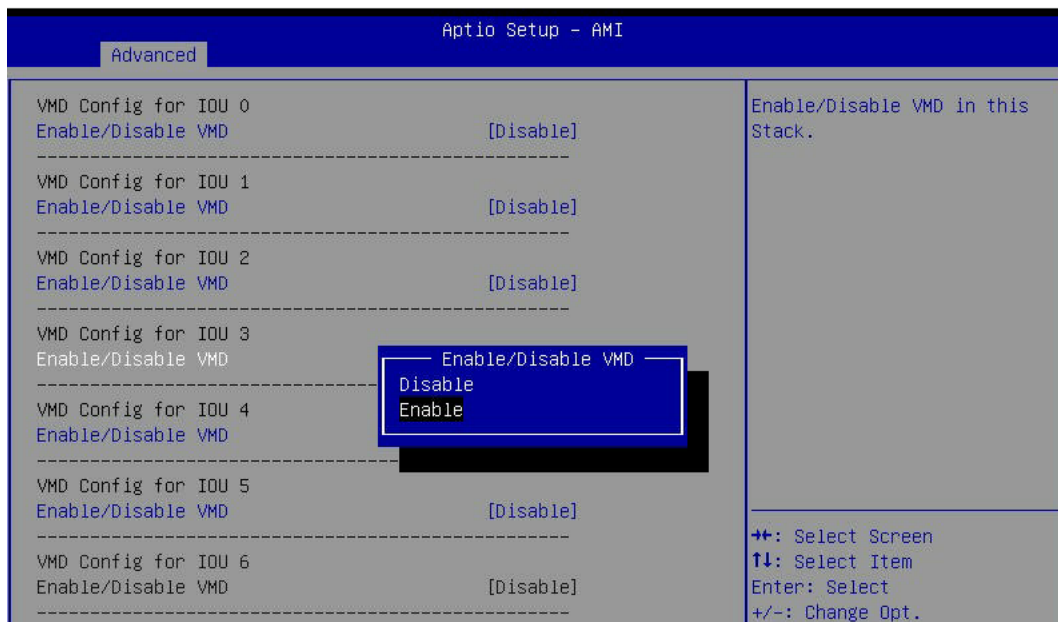 Aptio Setup – AMI
Advanced
VMD Config for IOU 0
Enable/Disable VMD [Disable]
VMD Config for IOU 1
Enable/Disable VMD [Disable]
VMD Config for IOU 2
Enable/Disable VMD [Disable]
VMD Config for IOU 3
Enable/Disable VMD
VMD Config for IOU 4
Enable/Disable VMD
VMD Config for IOU 5
Enable/Disable VMD [Disable]
VMD Config for IOU 6
Enable/Disable VMD [Disable]
Enable/Disable VMD
Disable
Enable
Enable/Disable VMD in this
Stack.
→←: Select Screen
↑↓: Select Item
Enter: Select
+/-: Change Opt.